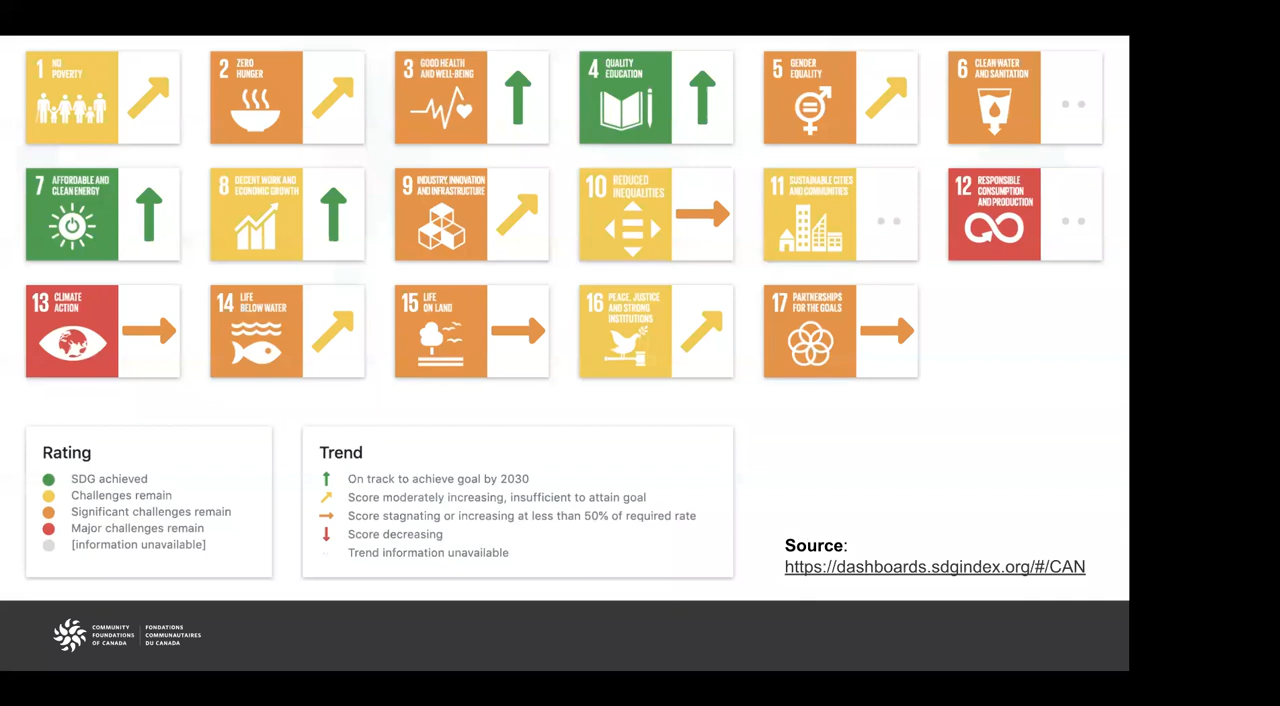 1 NO
POVERTY
2 ZERO
HUNGER
3 GOOD HEALTH
AND WELL-BEING
4 QUALITY
EDUCATION
5 GENDER
EQUALITY
6 CLEAN WATER
AND SANITATION
7 AFFORDABLE AND
CLEAN ENERGY
8 DECENT WORK AND
ECONOMIC GROWTH
9 INDUSTRY, INNOVATION
AND INFRASTRUCTURE
10 REDUCED
INEQUALITIES
11 SUSTAINABLE CITIES
AND COMMUNITIES
12 RESPONSIBLE
CONSUMPTION
AND PRODUCTION
13 CLIMATE
ACTION
14 LIFE
BELOW WATER
15 LIFE
ON LAND
16 PEACE, JUSTICE
AND STRONG
INSTITUTIONS
17 PARTNERSHIPS
FOR THE GOALS
Rating
SDG achieved
Challenges remain
Significant challenges remain
Major challenges remain
[information unavailable]
Trend
On track to achieve goal by 2030
Score moderately increasing, insufficient to attain goal
Score stagnating or increasing at less than 50% of required rate
Score decreasing
Trend information unavailable
Source:
https://dashboards.sdgindex.org/#/CAN
COMMUNITY
FOUNDATIONS
OF CANADA
FONDATIONS
COMMUNAUTAIRES
DU CANADA